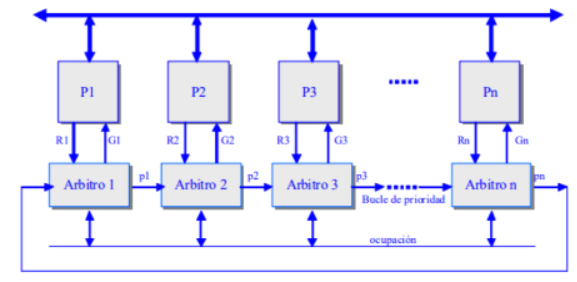 P1 P2 P3 Pn
R1 G1 R2 G2 R3 G3 Rn Gn
Arbitro 1 p1 Arbitro 2 p2 Arbitro 3 p3 Arbitro n pn
Bucle de prioridad
ocupación